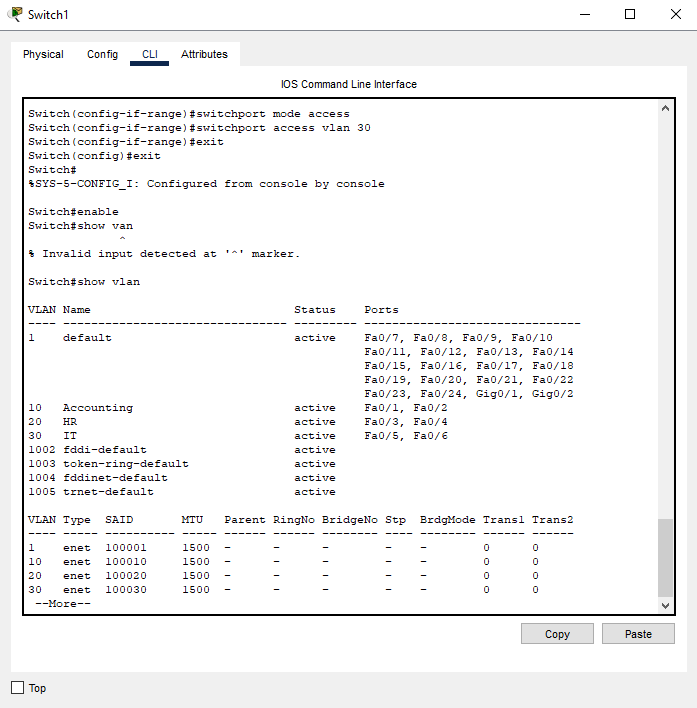 Switch1
Physical Config CLI Attributes
IOS Command Line Interface
Switch(config-if-range)#switchport mode access
Switch(config-if-range)#switchport access vlan 30
Switch(config-if-range)#exit
Switch(config)#exit
Switch#
%SYS-5-CONFIG_I: Configured from console by console
Switch#enable
Switch#show van
^
% Invalid input detected at '^' marker.
Switch#show vlan
VLAN Name                             Status    Ports
---- -------------------------------- --------- -------------------------------
1    default                          active    Fa0/7, Fa0/8, Fa0/9, Fa0/10
                                                Fa0/11, Fa0/12, Fa0/13, Fa0/14
                                                Fa0/15, Fa0/16, Fa0/17, Fa0/18
                                                Fa0/19, Fa0/20, Fa0/21, Fa0/22
                                                Fa0/23, Fa0/24, Gig0/1, Gig0/2
10   Accounting                       active    Fa0/1, Fa0/2
20   HR                               active    Fa0/3, Fa0/4
30   IT                               active    Fa0/5, Fa0/6
1002 fddi-default                     active
1003 token-ring-default               active
1004 fddinet-default                  active
1005 trnet-default                    active
VLAN Type  SAID       MTU   Parent RingNo BridgeNo Stp  BrdgMode Trans1 Trans2
---- ----- ---------- ----- ------ ------ -------- ---- -------- ------ ------
1    enet  100001     1500  -      -      -        -    -        0      0
10   enet  100010     1500  -      -      -        -    -        0      0
20   enet  100020     1500  -      -      -        -    -        0      0
30   enet  100030     1500  -      -      -        -    -        0      0
 --More--
Copy Paste
Top